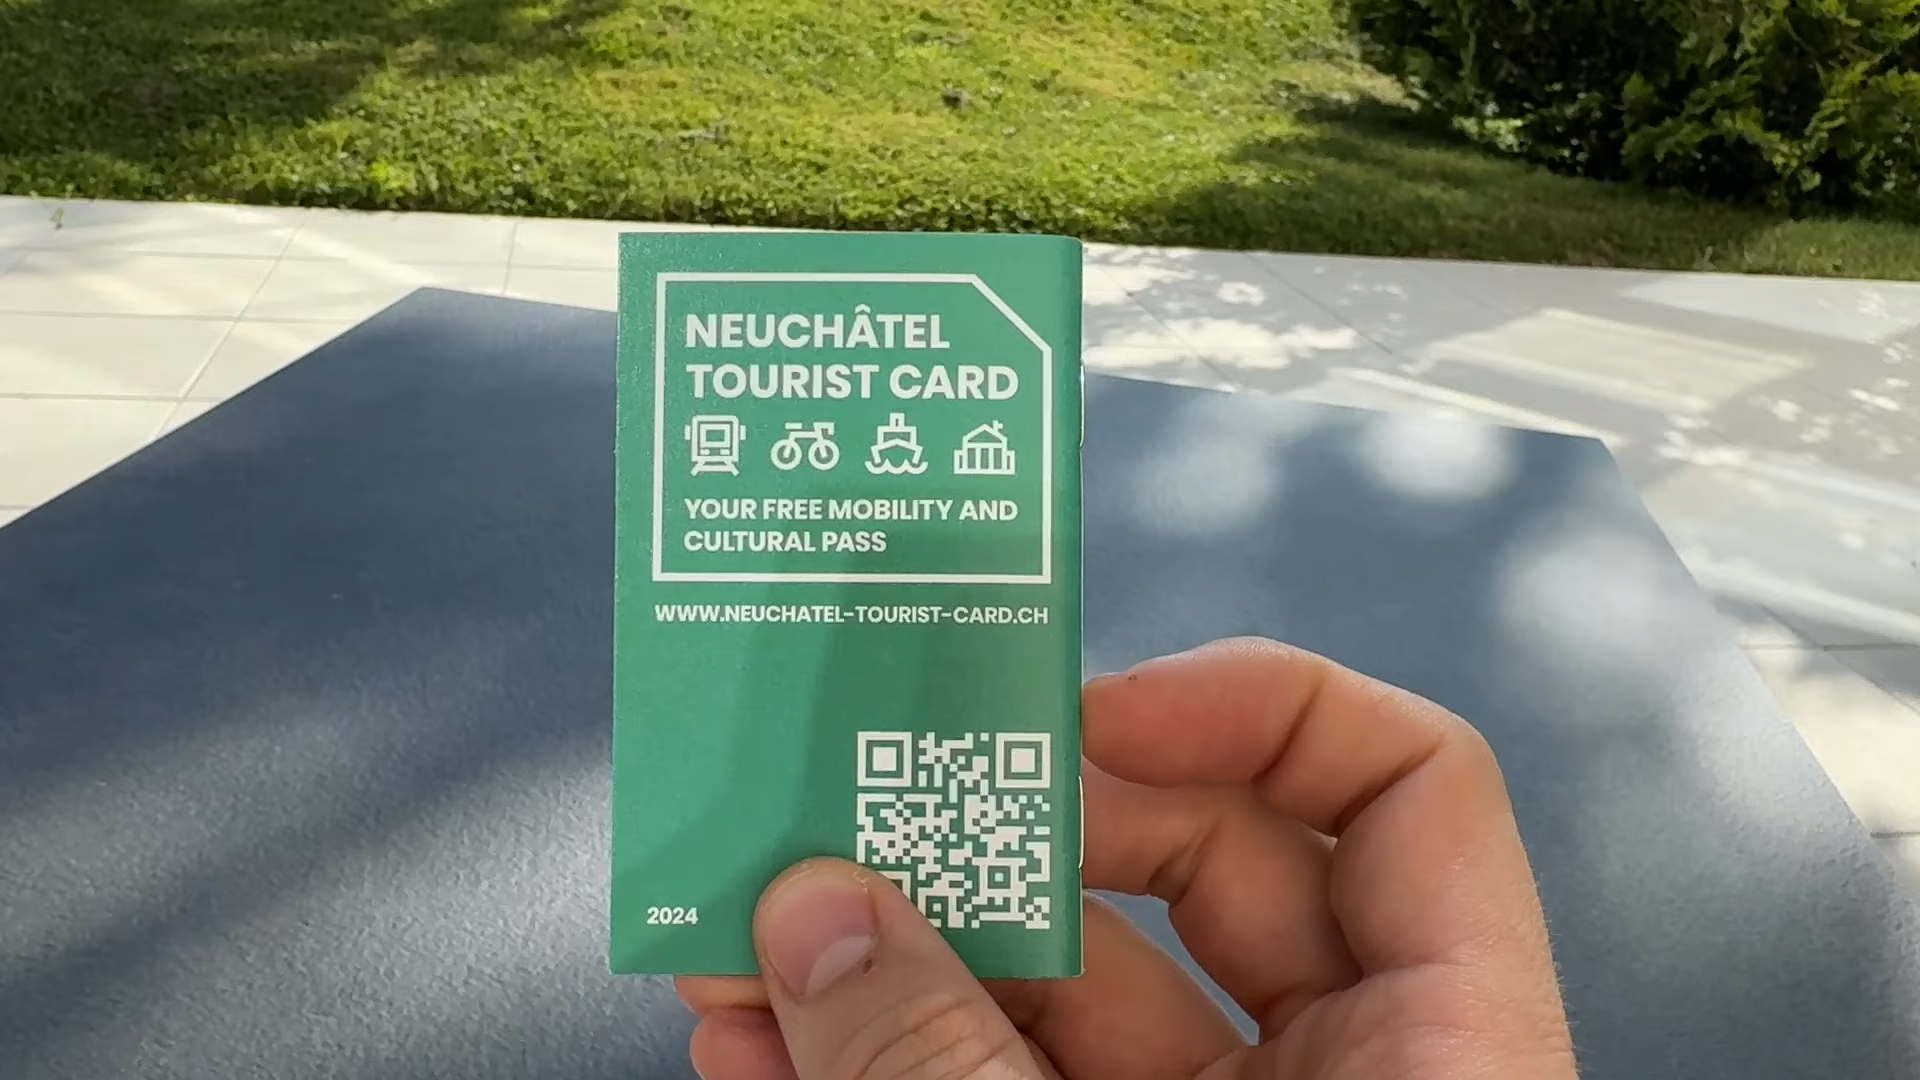 NEUCHÂTEL
TOURIST CARD
YOUR FREE MOBILITY AND
CULTURAL PASS
WWW.NEUCHATEL-TOURIST-CARD.CH
2024